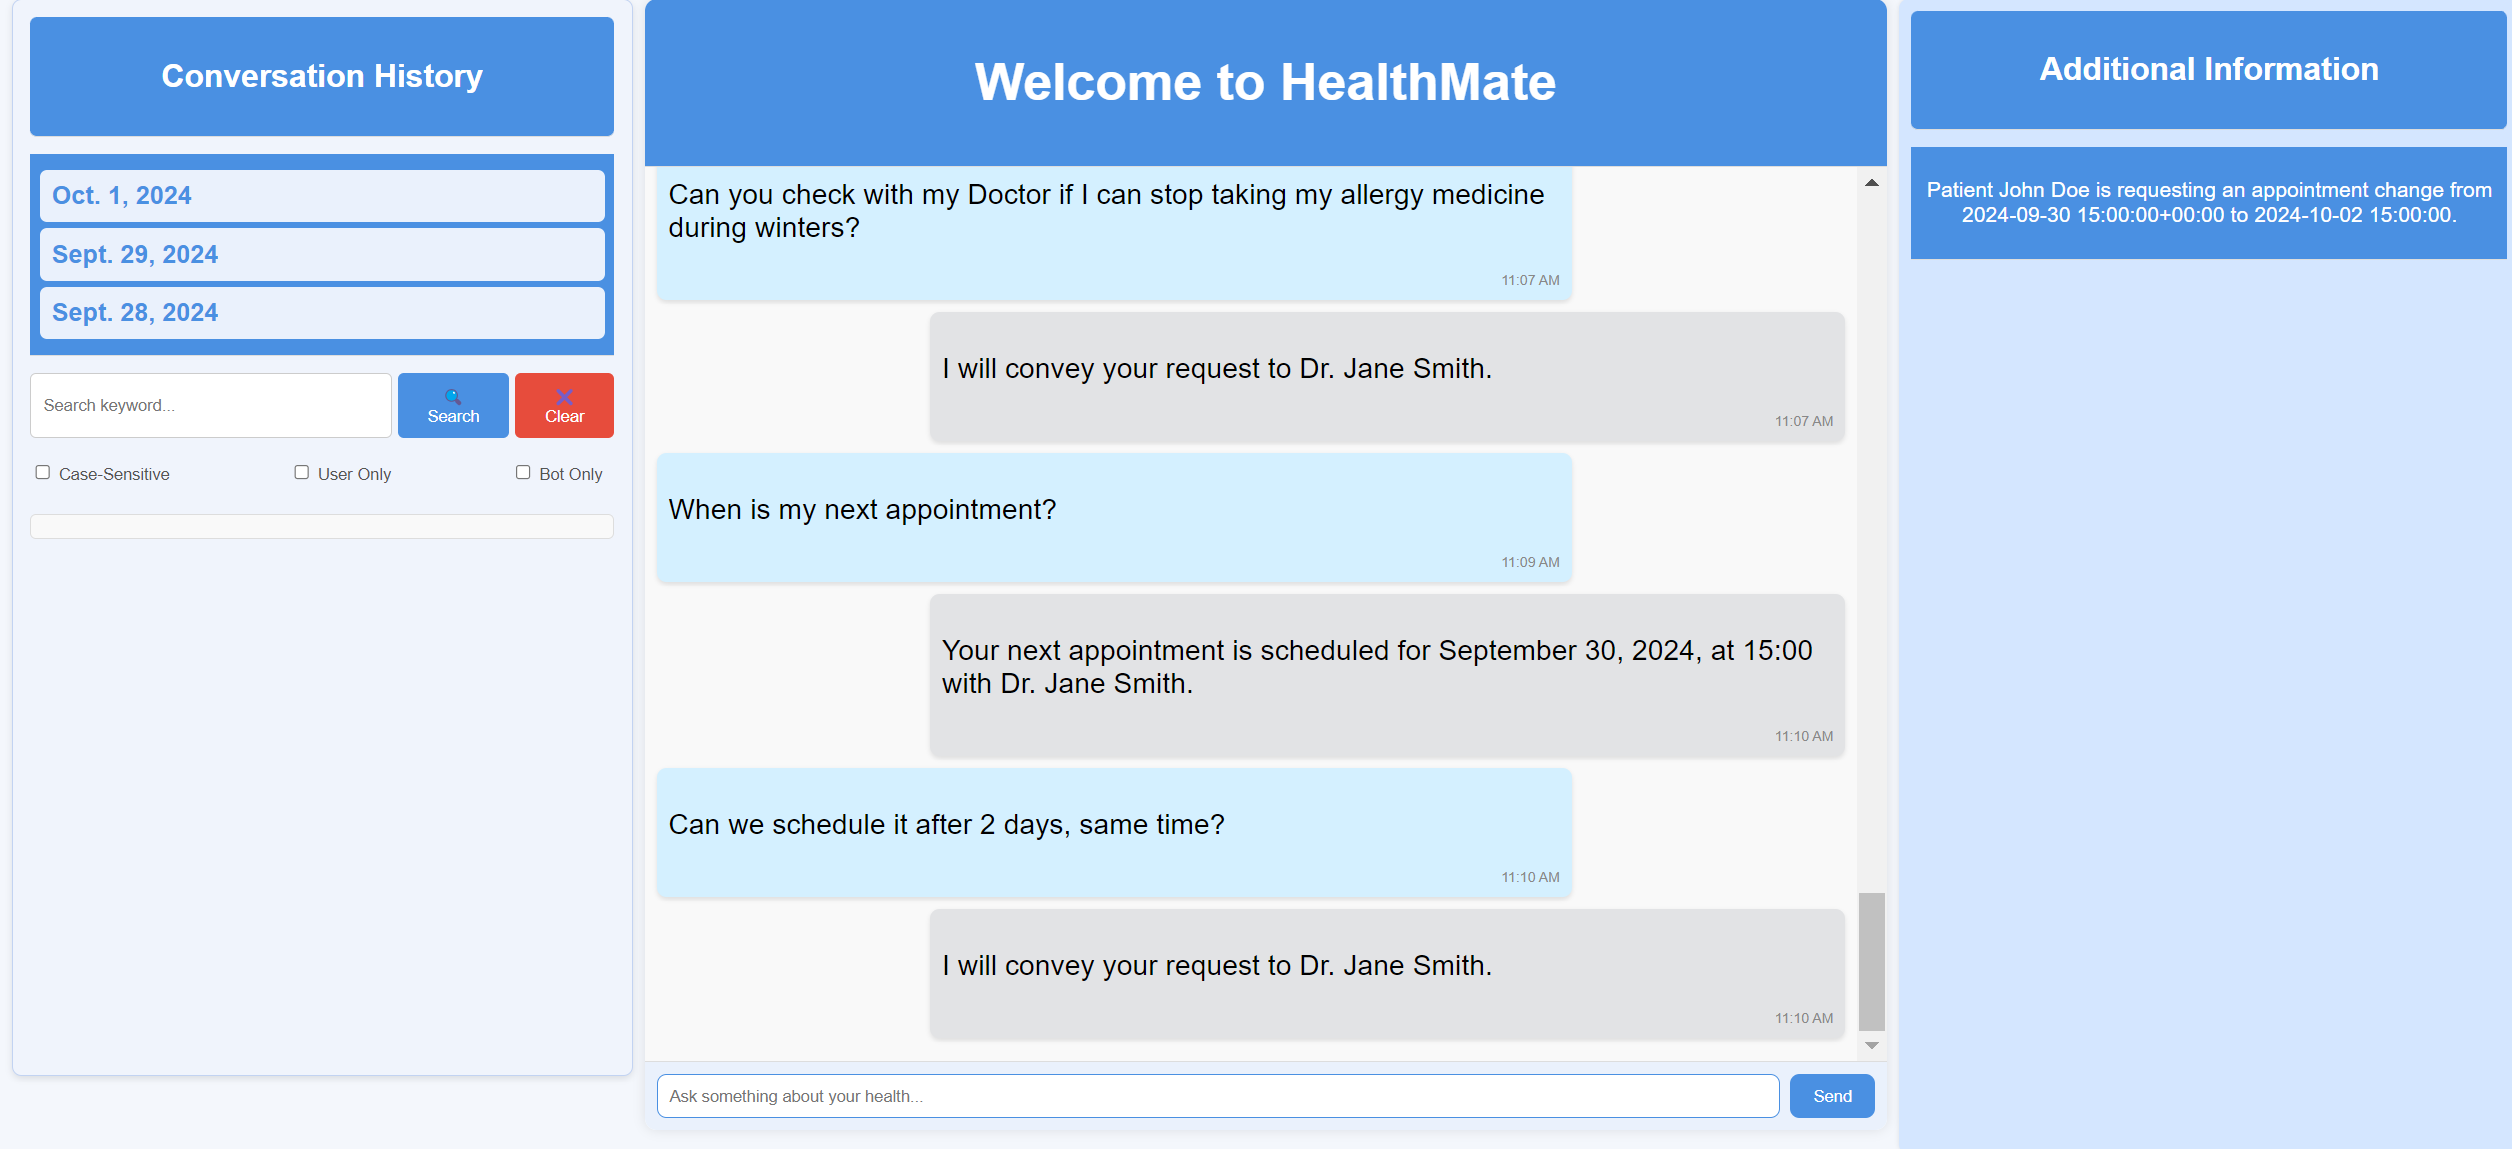 Conversation History
Oct. 1, 2024
Sept. 29, 2024
Sept. 28, 2024
Search keyword...
Search
Clear
Case-Sensitive
User Only
Bot Only
Welcome to HealthMate
Can you check with my Doctor if I can stop taking my allergy medicine
during winters?
11:07 AM
I will convey your request to Dr. Jane Smith.
11:07 AM
When is my next appointment?
11:09 AM
Your next appointment is scheduled for September 30, 2024, at 15:00
with Dr. Jane Smith.
11:10 AM
Can we schedule it after 2 days, same time?
11:10 AM
I will convey your request to Dr. Jane Smith.
11:10 AM
Ask something about your health...
Send
Additional Information
Patient John Doe is requesting an appointment change from
2024-09-30 15:00:00+00:00 to 2024-10-02 15:00:00.